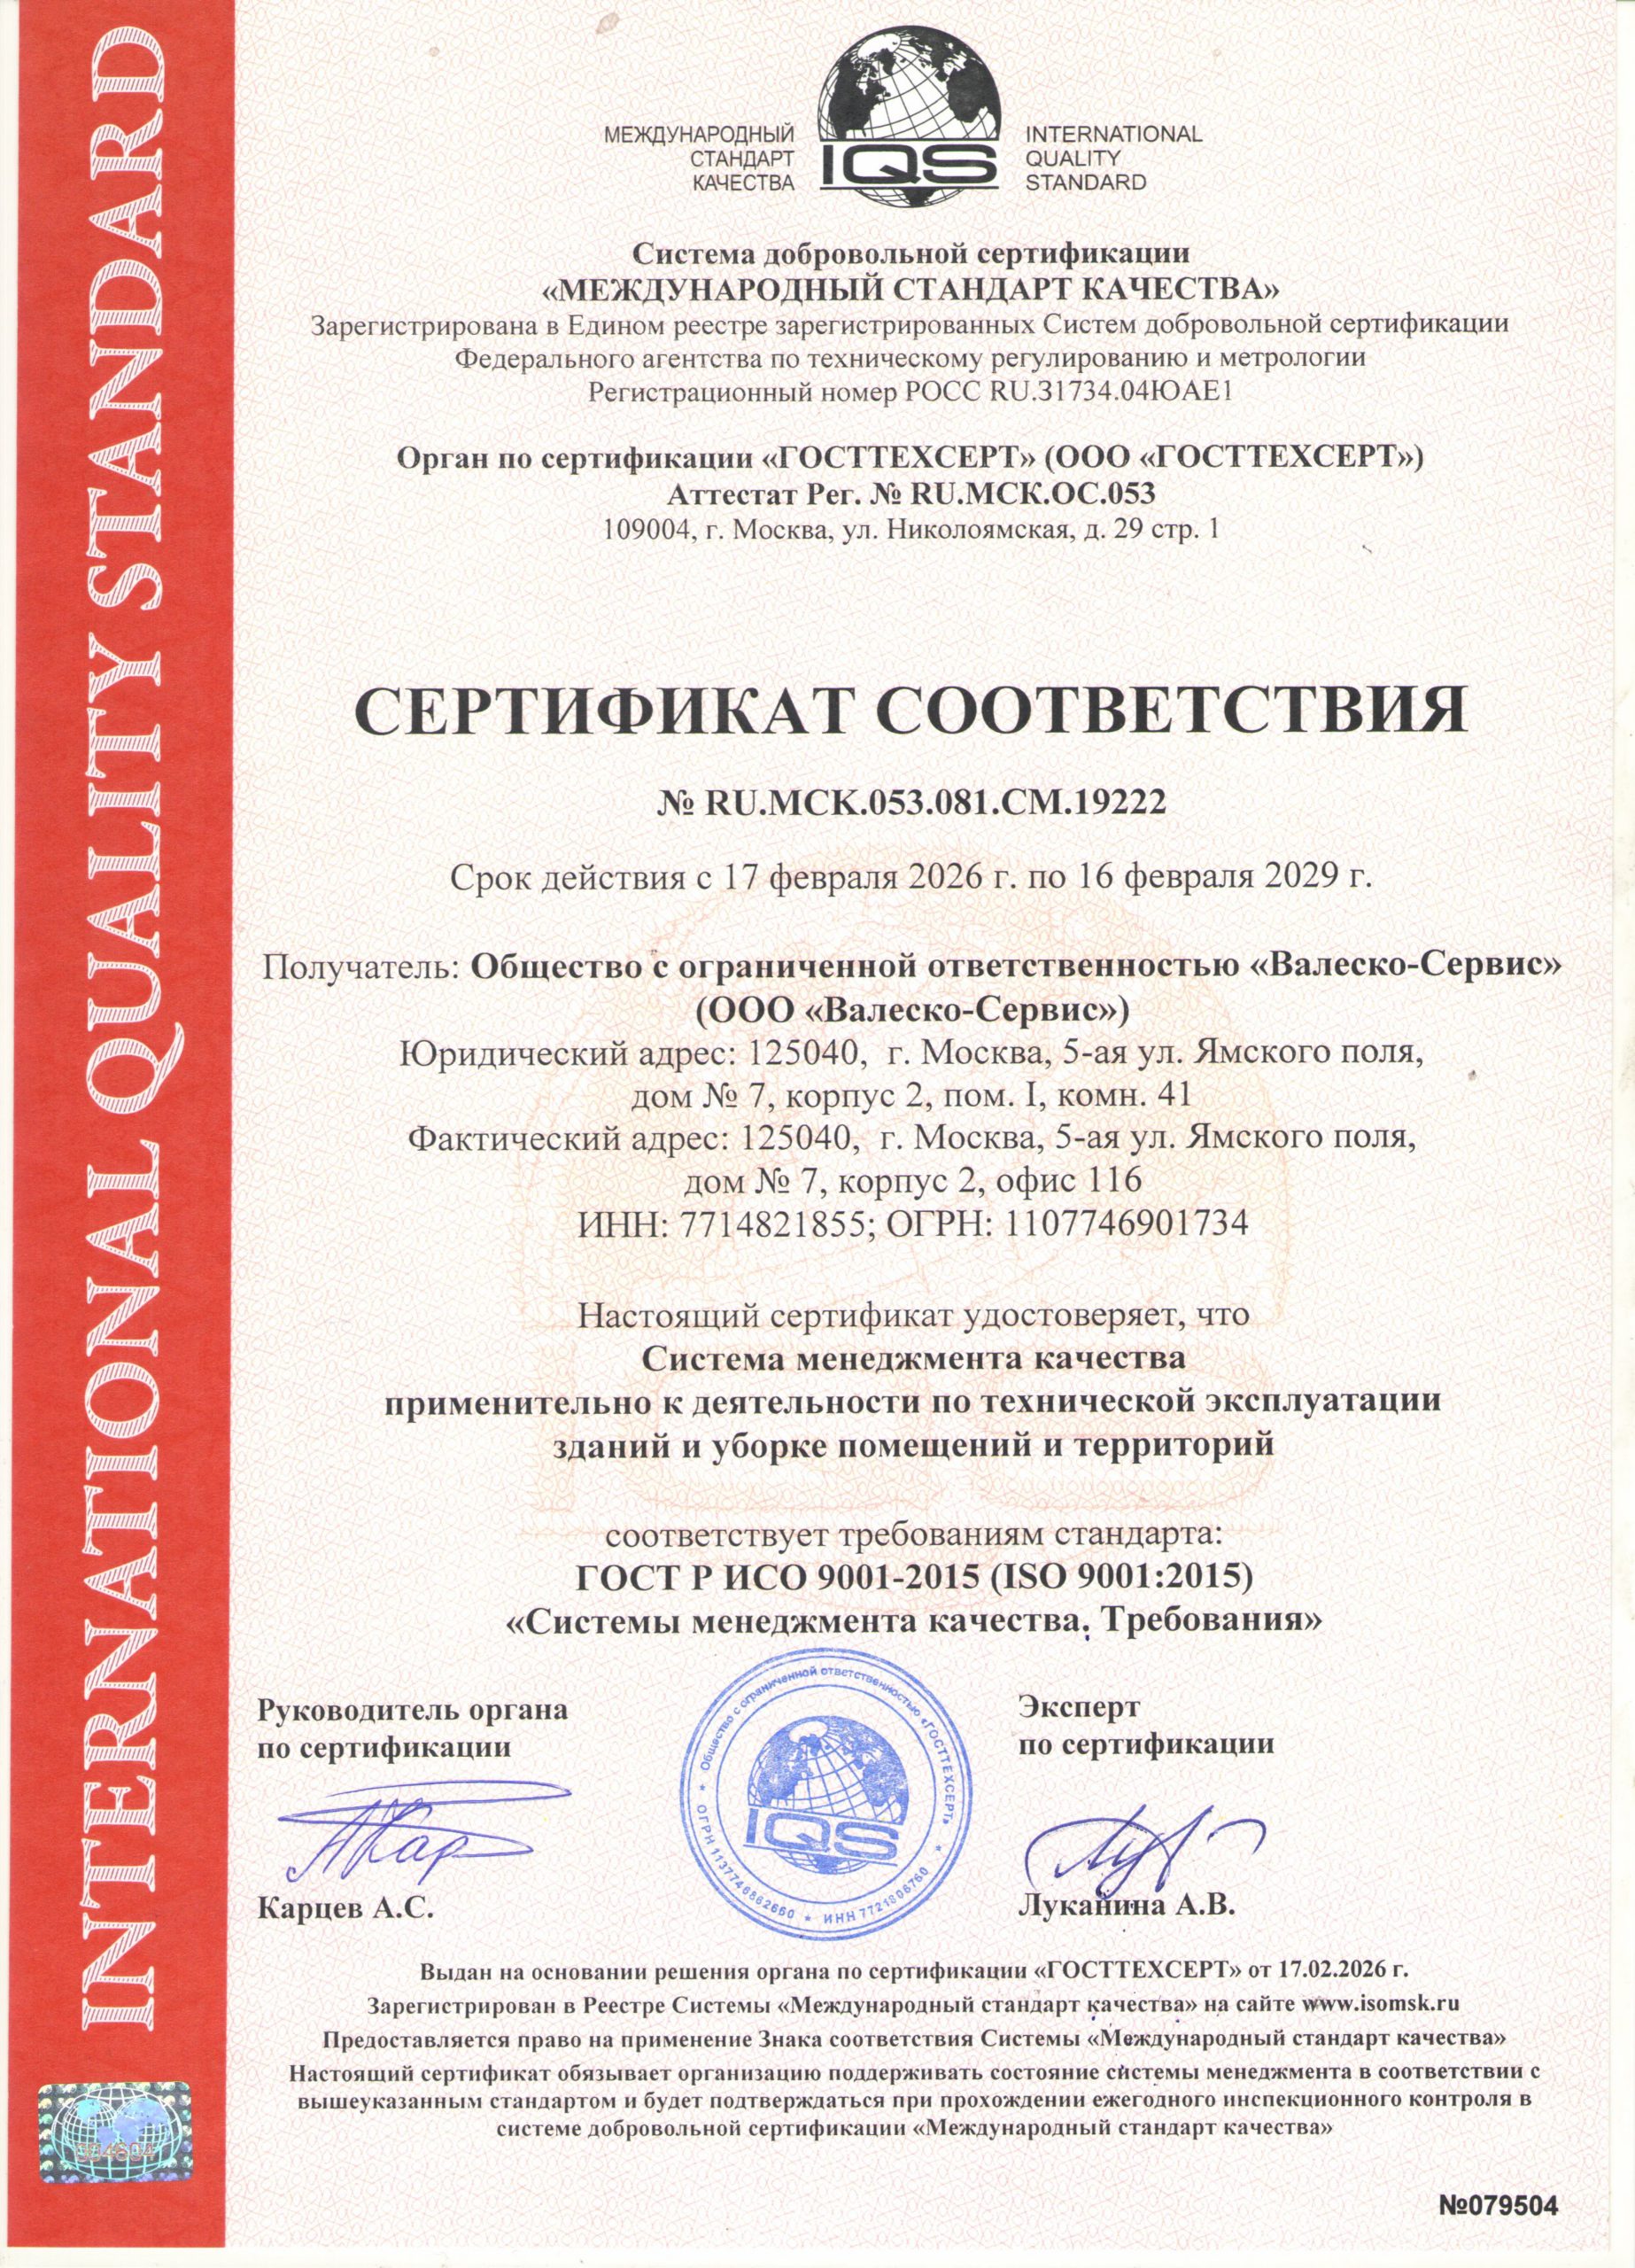 INTERNATIONAL QUALITY STANDARD
МЕЖДУНАРОДНЫЙ
СТАНДАРТ
КАЧЕСТВА
IQS
INTERNATIONAL
QUALITY
STANDARD
Система добровольной сертификации
«МЕЖДУНАРОДНЫЙ СТАНДАРТ КАЧЕСТВА»
Зарегистрирована в Едином реестре зарегистрированных Систем добровольной сертификации
Федерального агентства по техническому регулированию и метрологии
Регистрационный номер РОСС RU.31734.04ЮАЕ1
Орган по сертификации «ГОСТТЕХСЕРТ» (ООО «ГОСТТЕХСЕРТ»)
Аттестат Рег. № RU.МСК.ОС.053
109004, г. Москва, ул. Николоямская, д. 29 стр. 1
СЕРТИФИКАТ СООТВЕТСТВИЯ
№ RU.МСК.053.081.СМ.19222
Срок действия с 17 февраля 2026 г. по 16 февраля 2029 г.
Получатель: Общество с ограниченной ответственностью «Валеско-Сервис»
(ООО «Валеско-Сервис»)
Юридический адрес: 125040, г. Москва, 5-ая ул. Ямского поля,
дом № 7, корпус 2, пом. I, комн. 41
Фактический адрес: 125040, г. Москва, 5-ая ул. Ямского поля,
дом № 7, корпус 2, офис 116
ИНН: 7714821855; ОГРН: 1107746901734
Настоящий сертификат удостоверяет, что
Система менеджмента качества
применительно к деятельности по технической эксплуатации
зданий и уборке помещений и территорий
соответствует требованиям стандарта:
ГОСТ Р ИСО 9001-2015 (ISO 9001:2015)
«Системы менеджмента качества. Требования»
Руководитель органа
по сертификации
Карцев А.С.
Общество с ограниченной ответственностью «ГОСТТЕХСЕРТ»
IQS
ОГРН 1137746862660 * ИНН 7721806760
Эксперт
по сертификации
Луканина А.В.
Выдан на основании решения органа по сертификации «ГОСТТЕХСЕРТ» от 17.02.2026 г.
Зарегистрирован в Реестре Системы «Международный стандарт качества» на сайте www.isomsk.ru
Предоставляется право на применение Знака соответствия Системы «Международный стандарт качества»
Настоящий сертификат обязывает организацию поддерживать состояние системы менеджмента в соответствии с
вышеуказанным стандартом и будет подтверждаться при прохождении ежегодного инспекционного контроля в
системе добровольной сертификации «Международный стандарт качества»
№079504